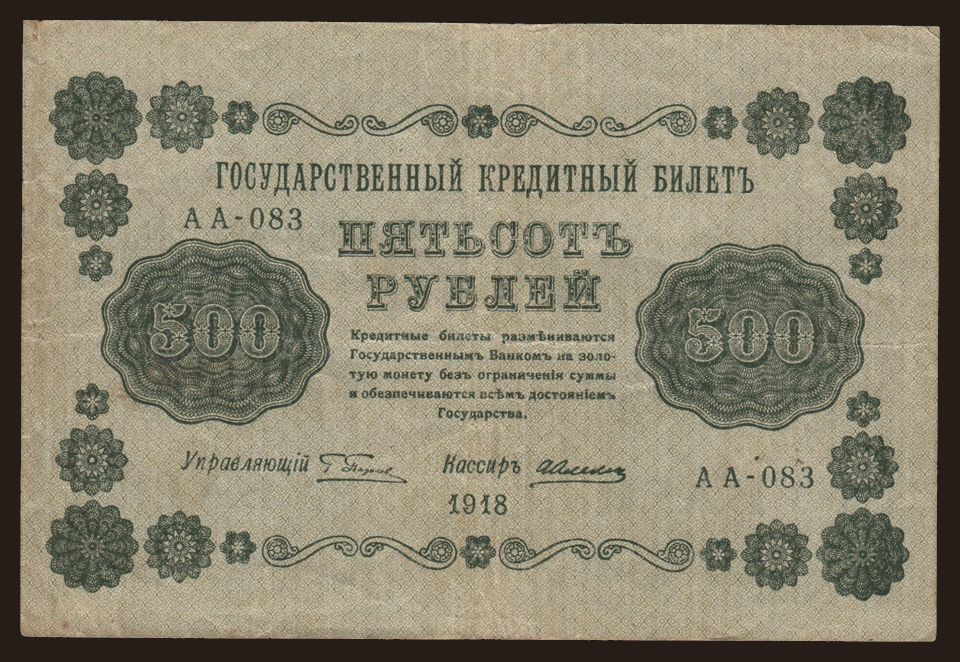 ГОСУДАРСТВЕННЫЙ КРЕДИТНЫЙ БИЛЕТЪ
АА-083
ПЯТЬСОТЪ
РУБЛЕЙ
500
500
Кредитные билеты размѣниваются
Государственнымъ Банкомъ на золо-
тую монету безъ ограниченія суммы
и обезпечиваются всѣмъ достояніемъ
Государства.
Управляющій
Кассиръ
АА-083
1918